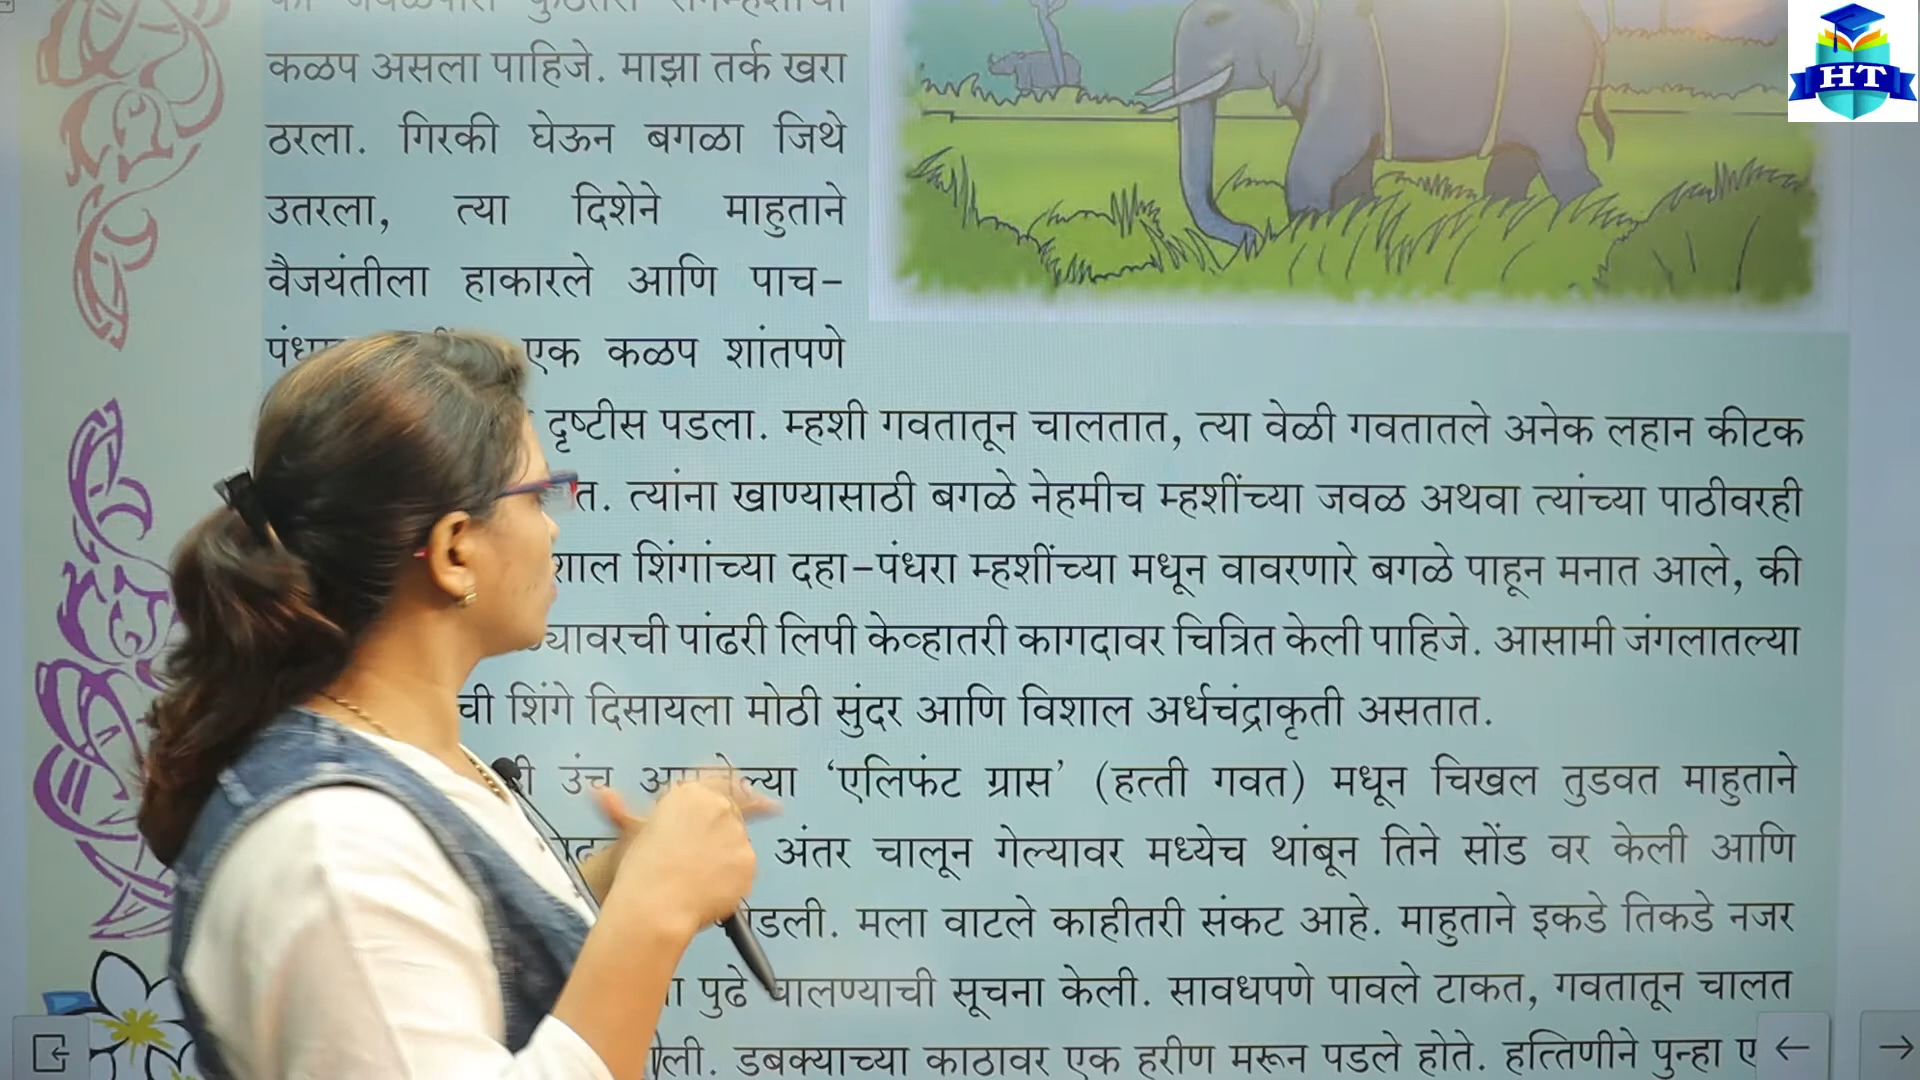 HT
कळप असला पाहिजे. माझा तर्क खरा
ठरला. गिरकी घेऊन बगळा जिथे
उतरला, त्या दिशेने माहुताने
वैजयंतीला हाकारले आणि पाच-
एक कळप शांतपणे
दृष्टीस पडला. म्हशी गवतातून चालतात, त्या वेळी गवतातले अनेक लहान कीटक
त. त्यांना खाण्यासाठी बगळे नेहमीच म्हशींच्या जवळ अथवा त्यांच्या पाठीवरही
शाल शिंगांच्या दहा-पंधरा म्हशींच्या मधून वावरणारे बगळे पाहून मनात आले, की
यावरची पांढरी लिपी केव्हातरी कागदावर चित्रित केली पाहिजे. आसामी जंगलातल्या
ची शिंगे दिसायला मोठी सुंदर आणि विशाल अर्धचंद्राकृती असतात.
उंच ‘एलिफंट ग्रास’ (हत्ती गवत) मधून चिखल तुडवत माहुताने
अंतर चालून गेल्यावर मध्येच थांबून तिने सोंड वर केली आणि
डली. मला वाटले काहीतरी संकट आहे. माहुताने इकडे तिकडे नजर
पुढे चालण्याची सूचना केली. सावधपणे पावले टाकत, गवतातून चालत
ली. डबक्याच्या काठावर एक हरीण मरून पडले होते. हत्तिणीने पुन्हा ए